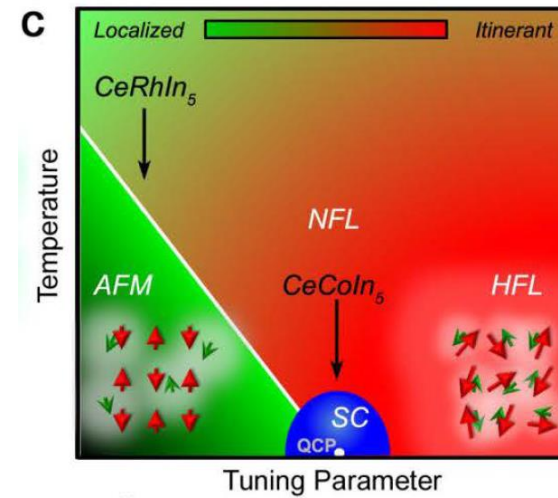 C
Localized Itinerant
CeRhIn5
Temperature
NFL
AFM
CeCoIn5
HFL
SC
QCP
Tuning Parameter